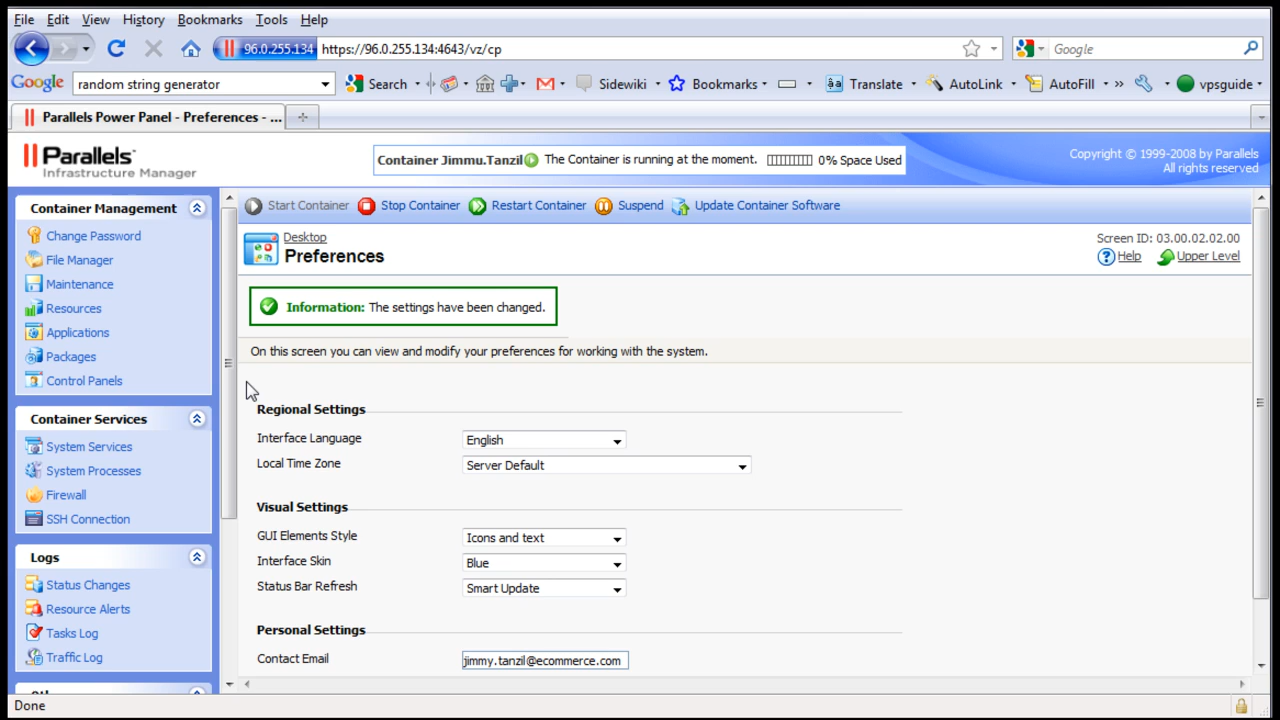 File Edit View History Bookmarks Tools Help
96.0.255.134 https://96.0.255.134:4643/vz/cp Google
Google random string generator Search Sidewiki Bookmarks Translate AutoLink AutoFill vpsguide
Parallels Power Panel - Preferences - ...
Parallels
Infrastructure Manager
Container Jimmu.Tanzil The Container is running at the moment. 0% Space Used
Copyright © 1999-2008 by Parallels
All rights reserved
Container Management
Change Password
File Manager
Maintenance
Resources
Applications
Packages
Control Panels
Container Services
System Services
System Processes
Firewall
SSH Connection
Logs
Status Changes
Resource Alerts
Tasks Log
Traffic Log
Start Container Stop Container Restart Container Suspend Update Container Software
Desktop
Preferences
Screen ID: 03.00.02.02.00
Help Upper Level
Information: The settings have been changed.
On this screen you can view and modify your preferences for working with the system.
Regional Settings
Interface Language English
Local Time Zone Server Default
Visual Settings
GUI Elements Style Icons and text
Interface Skin Blue
Status Bar Refresh Smart Update
Personal Settings
Contact Email jimmy.tanzil@ecommerce.com
Done